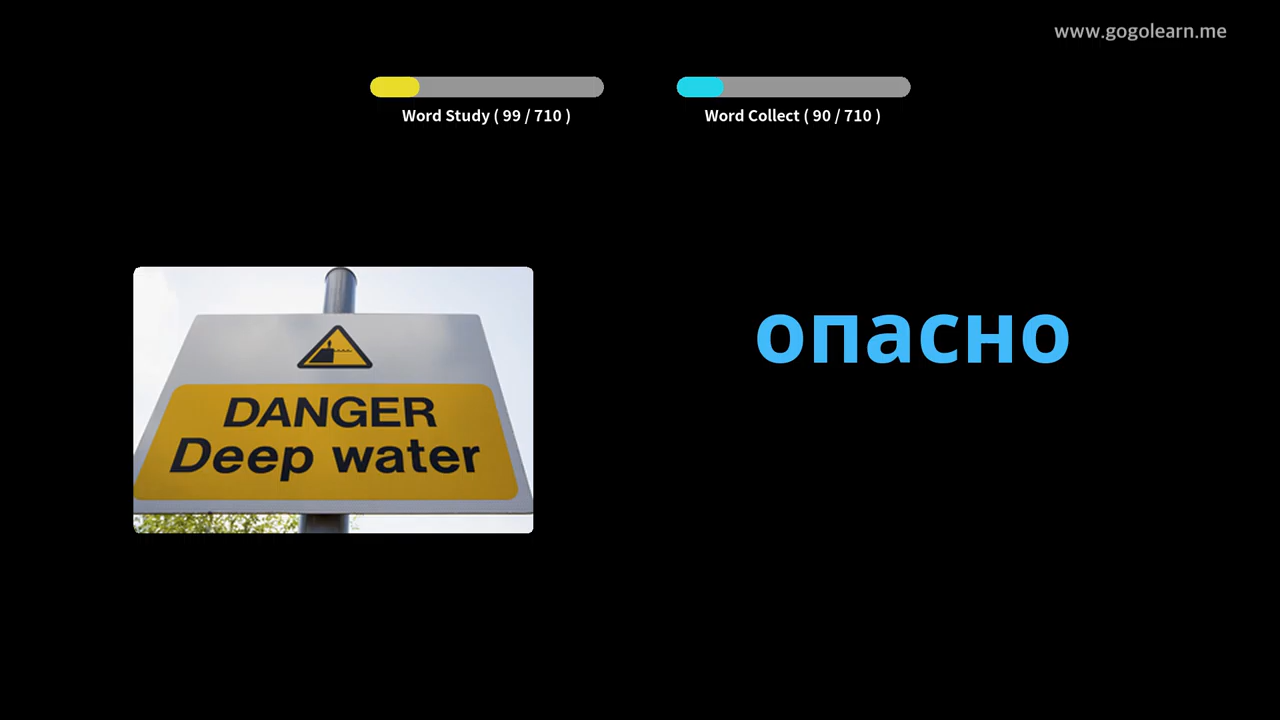 www.gogolearn.me
Word Study ( 99 / 710 )
Word Collect ( 90 / 710 )
DANGER
Deep water
опасно